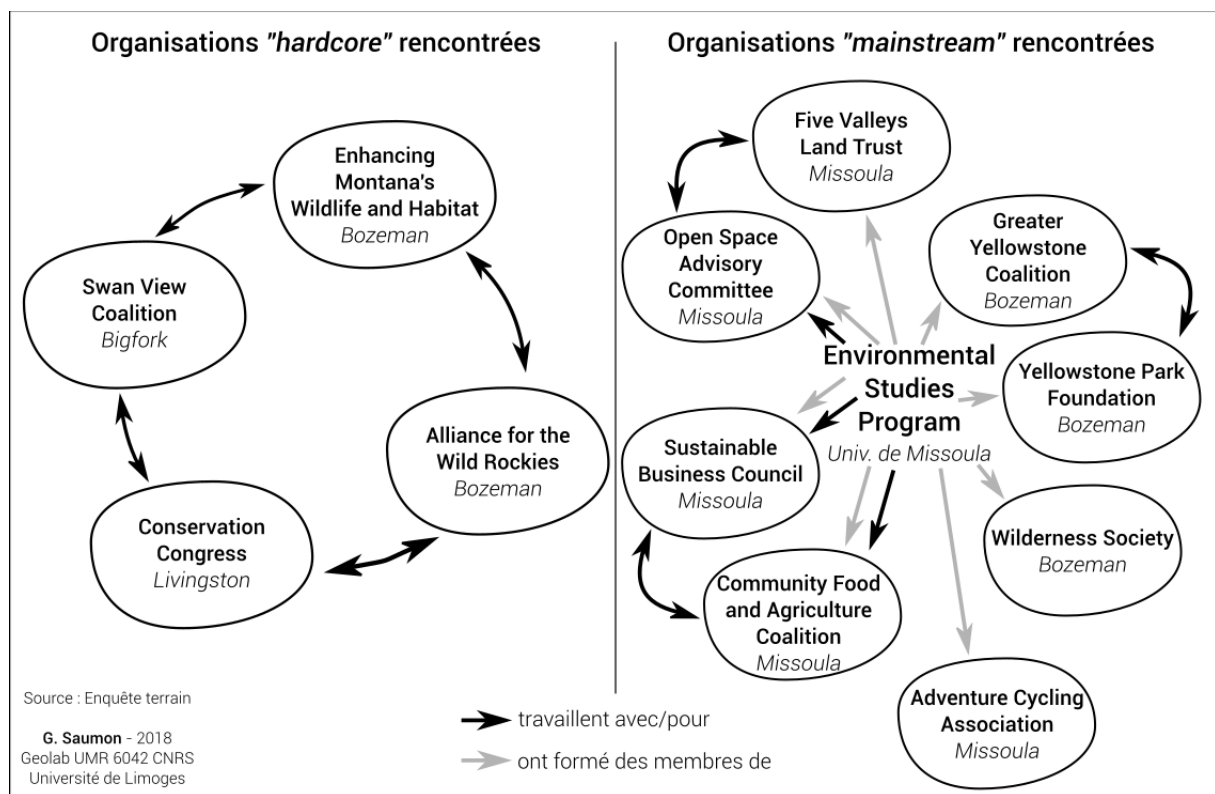 Organisations "hardcore" rencontrées
Enhancing
Montana's
Wildlife and Habitat
Bozeman
Swan View
Coalition
Bigfork
Alliance for the
Wild Rockies
Bozeman
Conservation
Congress
Livingston
Organisations "mainstream" rencontrées
Five Valleys
Land Trust
Missoula
Open Space
Advisory
Committee
Missoula
Greater
Yellowstone
Coalition
Bozeman
Environmental
Studies
Program
Univ. de Missoula
Yellowstone Park
Foundation
Bozeman
Sustainable
Business Council
Missoula
Wilderness Society
Bozeman
Community Food
and Agriculture
Coalition
Missoula
Adventure Cycling
Association
Missoula
Source : Enquête terrain
G. Saumon - 2018
Geolab UMR 6042 CNRS
Université de Limoges
travaillent avec/pour
ont formé des membres de